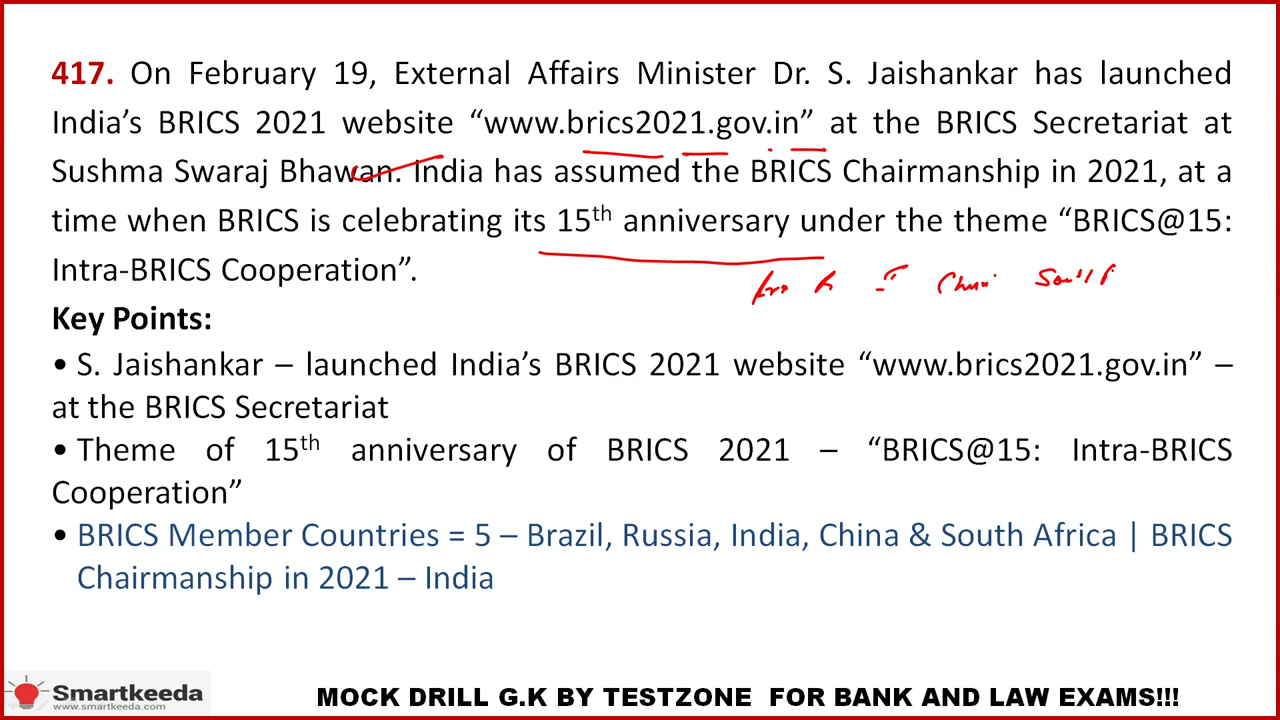 417. On February 19, External Affairs Minister Dr. S. Jaishankar has launched
India’s BRICS 2021 website “www.brics2021.gov.in” at the BRICS Secretariat at
Sushma Swaraj Bhawan. India has assumed the BRICS Chairmanship in 2021, at a
time when BRICS is celebrating its 15th anniversary under the theme “BRICS@15:
Intra-BRICS Cooperation”.
Key Points:
• S. Jaishankar – launched India’s BRICS 2021 website “www.brics2021.gov.in” –
at the BRICS Secretariat
• Theme of 15th anniversary of BRICS 2021 – “BRICS@15: Intra-BRICS
Cooperation”
• BRICS Member Countries = 5 – Brazil, Russia, India, China & South Africa | BRICS
Chairmanship in 2021 – India
Smartkeeda
www.smartkeeda.com
MOCK DRILL G.K BY TESTZONE FOR BANK AND LAW EXAMS!!!